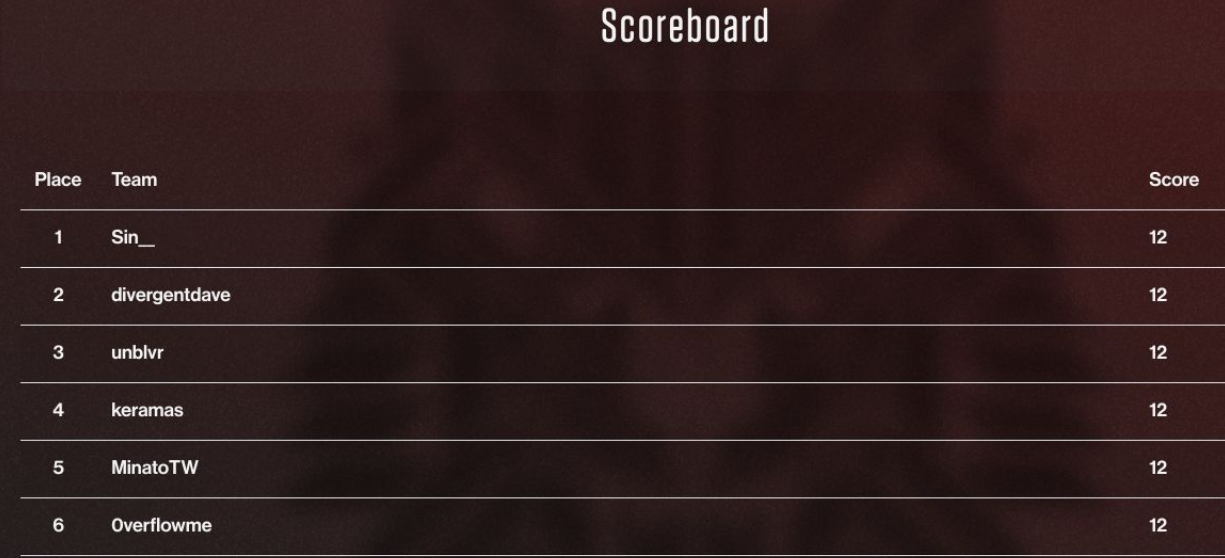 Scoreboard
Place Team Score
1 Sin__ 12
2 divergentdave 12
3 unblvr 12
4 keramas 12
5 MinatoTW 12
6 0verflowme 12